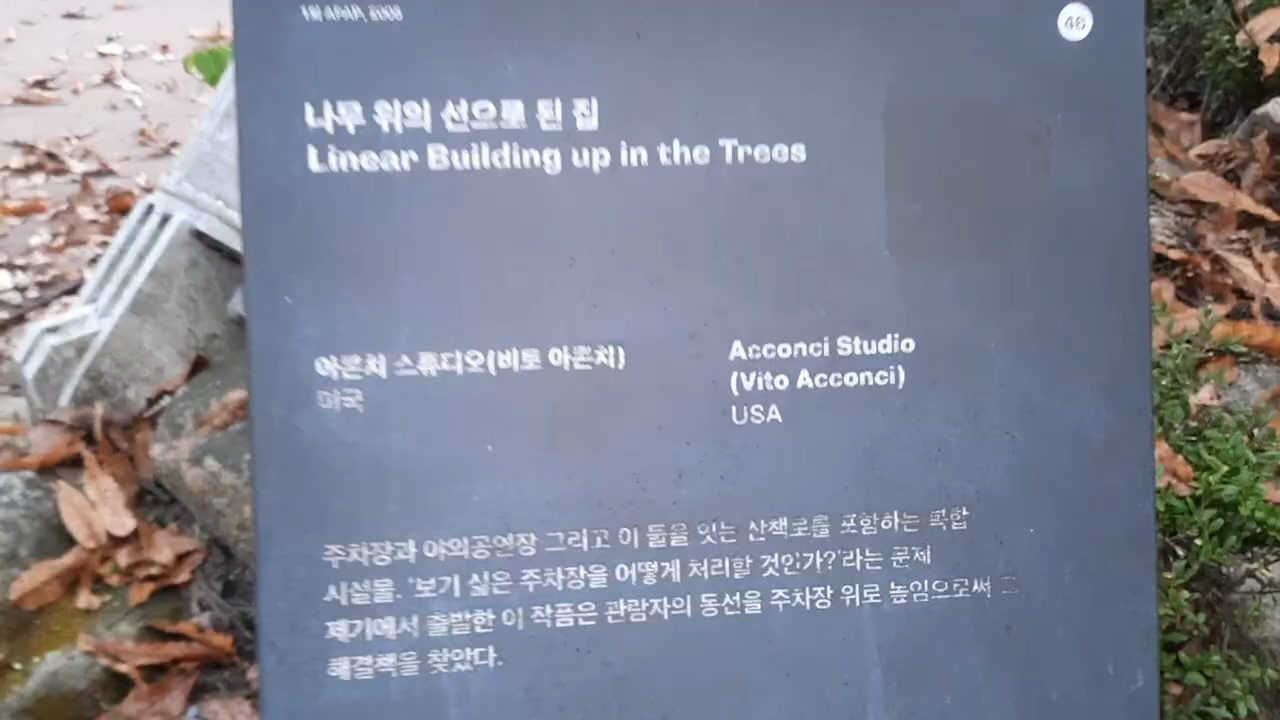 APAP,
46
나무 위의 선으로 된 집
Linear Building up in the Trees
아콘치 스튜디오(비토 아콘치)
미국
Acconci Studio
(Vito Acconci)
USA
주차장과 야외공연장 그리고 이 둘을 잇는 산책로를 포함하는 복합
시설물. '보기 싫은 주차장을 어떻게 처리할 것인가?'라는 문제
제기에서 출발한 이 작품은 관람자의 동선을 주차장 위로 높임으로써 그
해결책을 찾았다.